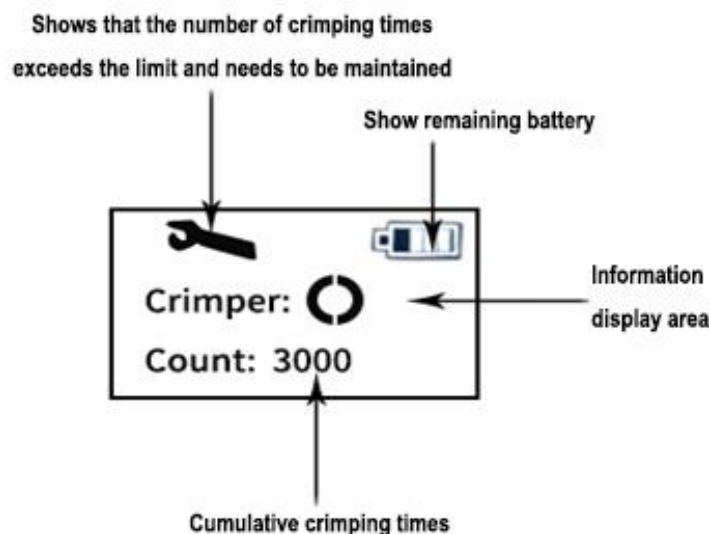 Shows that the number of crimping times
exceeds the limit and needs to be maintained
Show remaining battery
Crimper:
Information
display area
Count: 3000
Cumulative crimping times